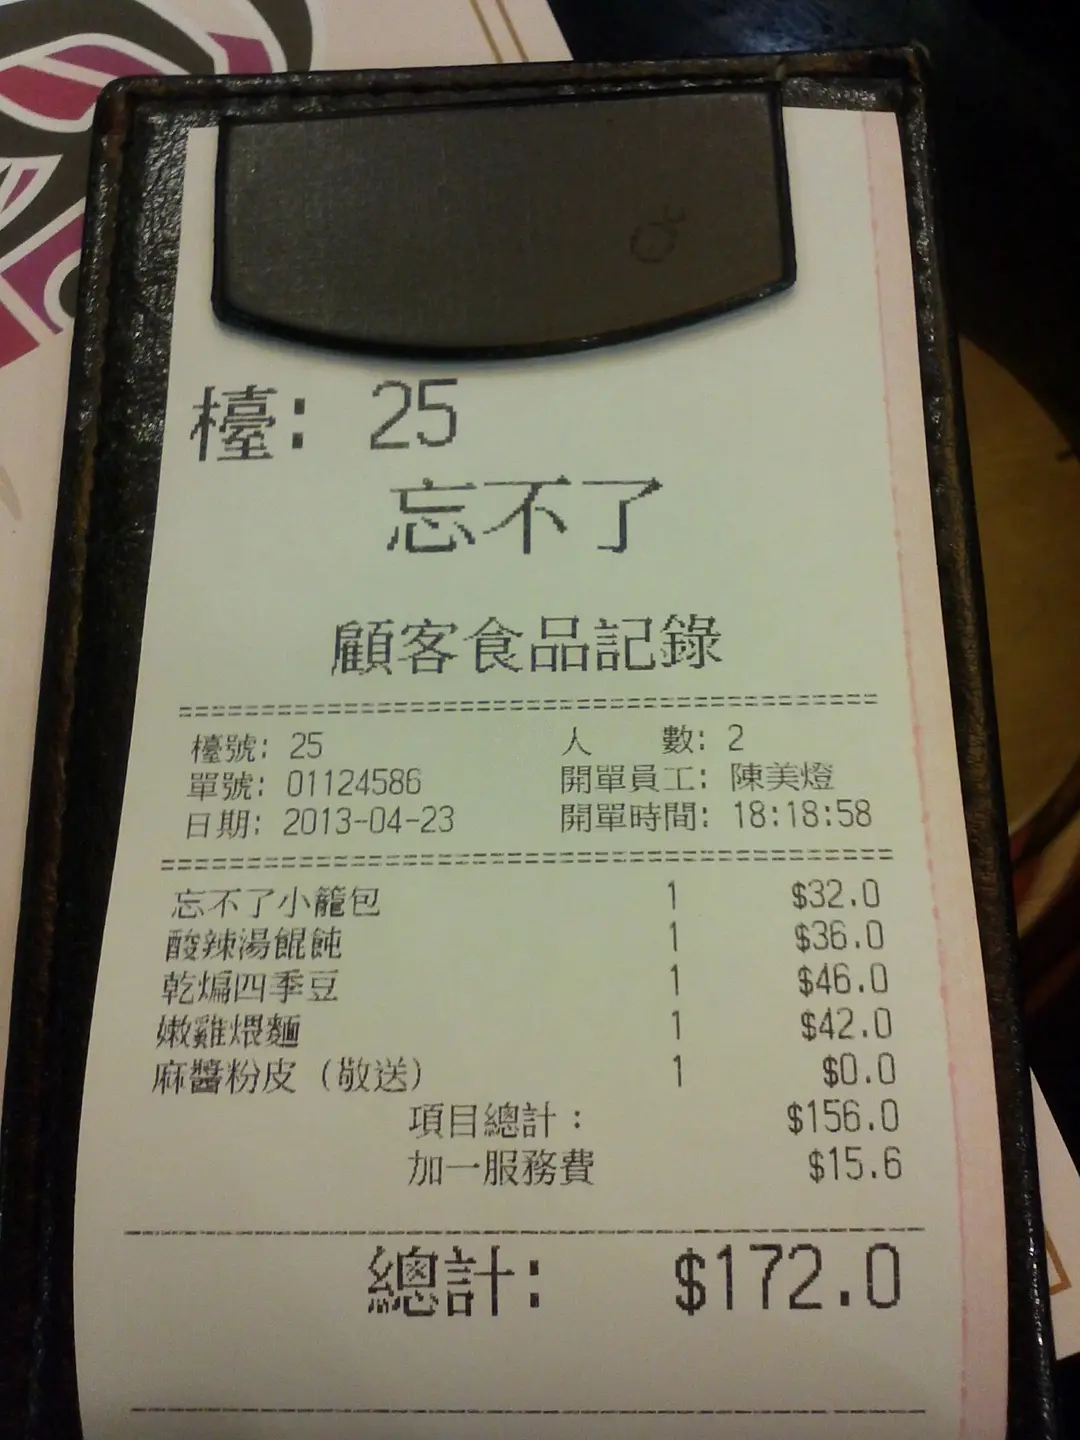 檯: 25
忘不了
顧客食品記錄
檯號: 25 人 數: 2
單號: 01124586 開單員工: 陳美燈
日期: 2013-04-23 開單時間: 18:18:58
忘不了小籠包 1 $32.0
酸辣湯餛飩 1 $36.0
乾煸四季豆 1 $46.0
嫩雞煨麵 1 $42.0
麻醬粉皮 (敬送) 1 $0.0
項目總計: $156.0
加一服務費 $15.6
總計: $172.0